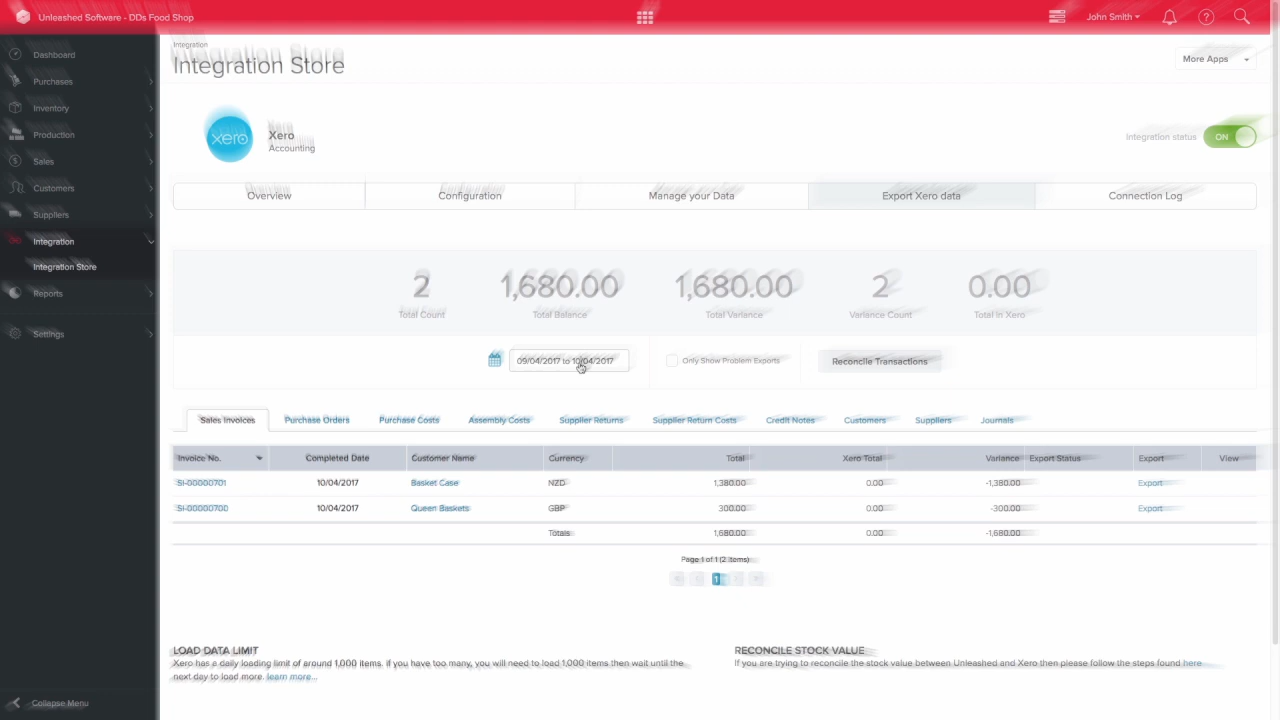 Unleashed Software - DDs Food Shop
John Smith
Dashboard
Purchases
Inventory
Production
Sales
Customers
Suppliers
Integration
Integration Store
Reports
Settings
Collapse Menu
Integration
Integration Store
More Apps
xero
Xero
Accounting
Integration status ON
Overview Configuration Manage your Data Export Xero data Connection Log
2 1,680.00 1,680.00 2 0.00
Total Count Total Balance Total Variance Variance Count Total in Xero
09/04/2017 to 10/04/2017 Only Show Problem Exports Reconcile Transactions
Sales Invoices Purchase Orders Purchase Costs Assembly Costs Supplier Returns Supplier Return Costs Credit Notes Customers Suppliers Journals
Invoice No. Completed Date Customer Name Currency Total Xero Total Variance Export Status Export View
SI-00000701 10/04/2017 Basket Case NZD 1,380.00 0.00 -1,380.00 Export
SI-00000700 10/04/2017 Queen Baskets GBP 300.00 0.00 -300.00 Export
Totals 1,680.00 0.00 -1,680.00
Page 1 of 1 (2 items)
1
LOAD DATA LIMIT
Xero has a daily loading limit of around 1,000 items. If you have too many, you will need to load 1,000 items then wait until the
next day to load more. learn more...
RECONCILE STOCK VALUE
If you are trying to reconcile the stock value between Unleashed and Xero then please follow the steps found here